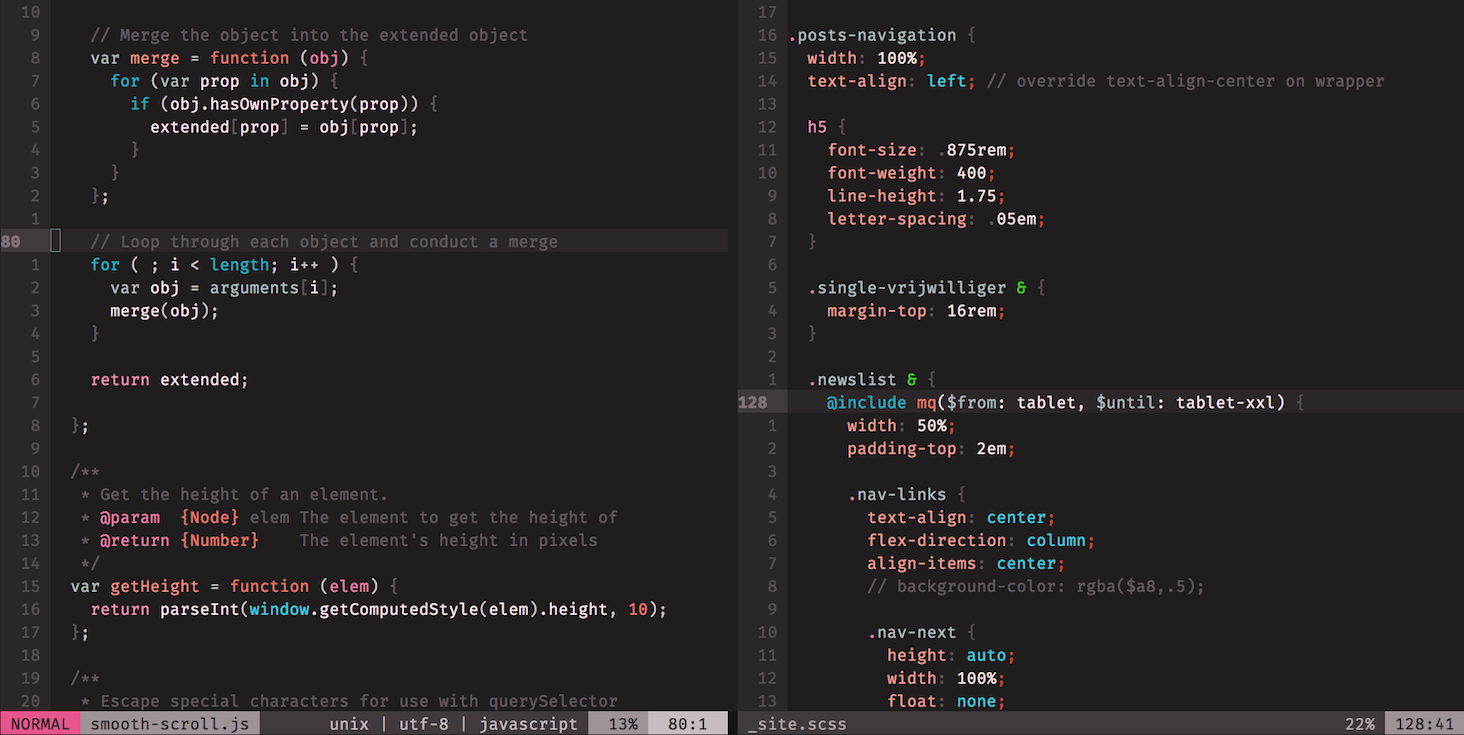 10
9 // Merge the object into the extended object
8 var merge = function (obj) {
7 for (var prop in obj) {
6 if (obj.hasOwnProperty(prop)) {
5 extended[prop] = obj[prop];
4 }
3 }
2 };
1
80 // Loop through each object and conduct a merge
1 for ( ; i < length; i++ ) {
2 var obj = arguments[i];
3 merge(obj);
4 }
5
6 return extended;
7
8 };
9
10 /**
11 * Get the height of an element.
12 * @param {Node} elem The element to get the height of
13 * @return {Number} The element's height in pixels
14 */
15 var getHeight = function (elem) {
16 return parseInt(window.getComputedStyle(elem).height, 10);
17 };
18
19 /**
20 * Escape special characters for use with querySelector
NORMAL smooth-scroll.js unix | utf-8 | javascript 13% 80:1
17
16 .posts-navigation {
15 width: 100%;
14 text-align: left; // override text-align-center on wrapper
13
12 h5 {
11 font-size: .875rem;
10 font-weight: 400;
9 line-height: 1.75;
8 letter-spacing: .05em;
7 }
6
5 .single-vrijwilliger & {
4 margin-top: 16rem;
3 }
2
1 .newslist & {
128 @include mq($from: tablet, $until: tablet-xxl) {
1 width: 50%;
2 padding-top: 2em;
3
4 .nav-links {
5 text-align: center;
6 flex-direction: column;
7 align-items: center;
8 // background-color: rgba($a8,.5);
9
10 .nav-next {
11 height: auto;
12 width: 100%;
13 float: none;
_site.scss 22% 128:41